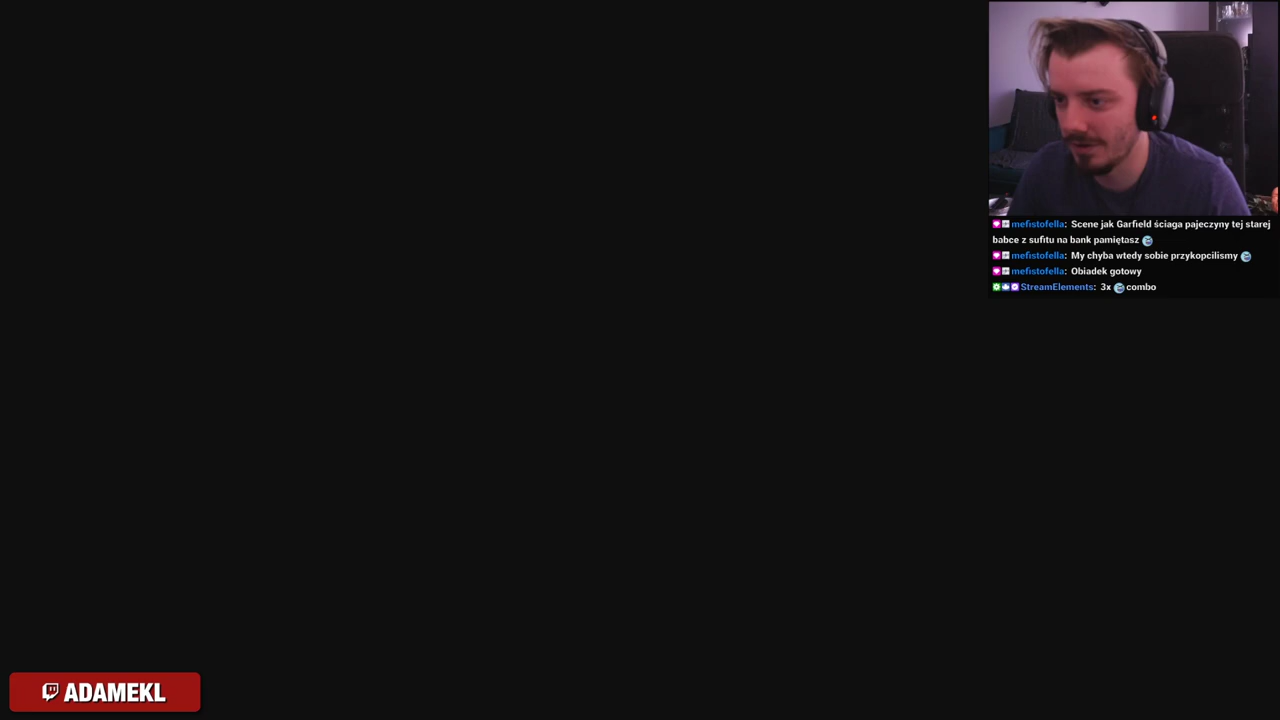 mefistofella: Scene jak Garfield ściaga pajeczyny tej starej
babce z sufitu na bank pamiętasz
mefistofella: My chyba wtedy sobie przykopcilismy
mefistofella: Obiadek gotowy
StreamElements: 3x combo
ADAMEKL